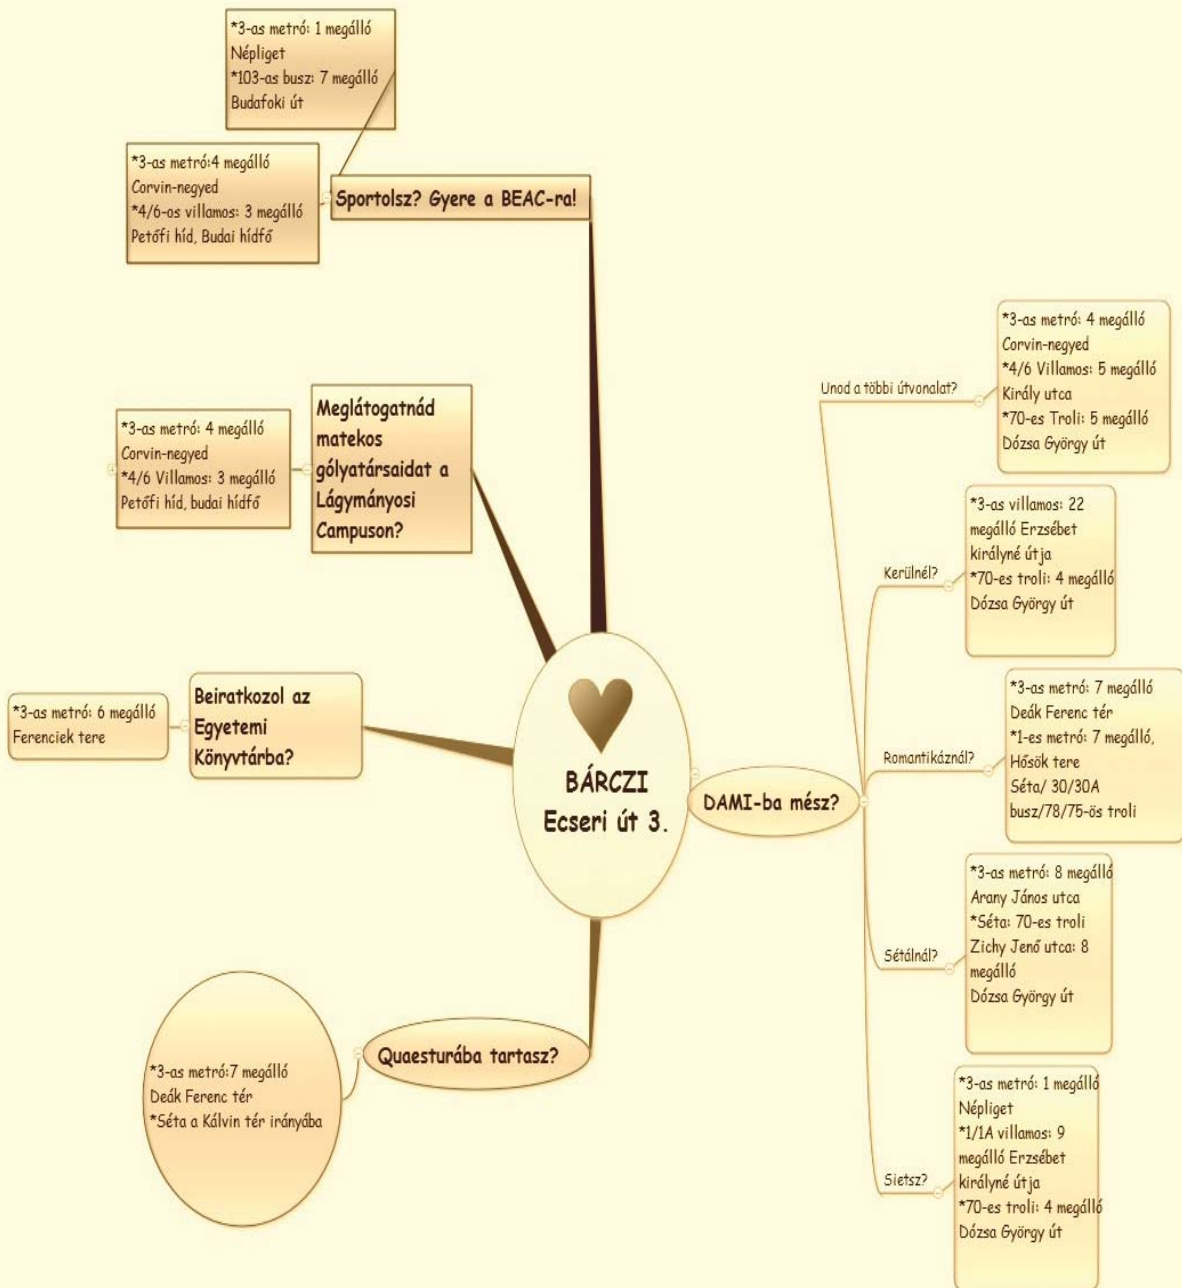 *3-as metró: 1 megálló
Népliget
*103-as busz: 7 megálló
Budafoki út
*3-as metró:4 megálló
Corvin-negyed
*4/6-os villamos: 3 megálló
Petőfi híd, Budai hídfő
Sportolsz? Gyere a BEAC-ra!
*3-as metró: 4 megálló
Corvin-negyed
*4/6 Villamos: 3 megálló
Petőfi híd, budai hídfő
Meglátogatnád
matekos
gólyatársaidat a
Lágymányosi
Campuson?
*3-as metró: 6 megálló
Ferenciek tere
Beiratkozol az
Egyetemi
Könyvtárba?
BÁRCZI
Ecseri út 3.
*3-as metró:7 megálló
Deák Ferenc tér
*Séta a Kálvin tér irányába
Quaesturába tartasz?
DAMI-ba mész?
Unod a többi útvonalat?
*3-as metró: 4 megálló
Corvin-negyed
*4/6 Villamos: 5 megálló
Király utca
*70-es Troli: 5 megálló
Dózsa György út
Kerülnél?
*3-as villamos: 22
megálló Erzsébet
királyné útja
*70-es troli: 4 megálló
Dózsa György út
Romantikáznál?
*3-as metró: 7 megálló
Deák Ferenc tér
*1-es metró: 7 megálló,
Hősök tere
Séta/ 30/30A
busz/78/75-ös troli
Sétálnál?
*3-as metró: 8 megálló
Arany János utca
*Séta: 70-es troli
Zichy Jenő utca: 8
megálló
Dózsa György út
Sietsz?
*3-as metró: 1 megálló
Népliget
*1/1A villamos: 9
megálló Erzsébet
királyné útja
*70-es troli: 4 megálló
Dózsa György út